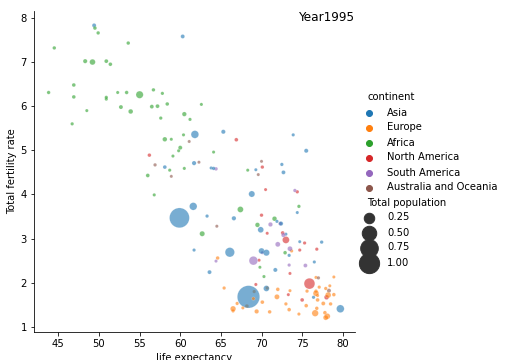 Year1995
8
7
6
5
4
3
2
1
Total fertility rate
45 50 55 60 65 70 75 80
life expectancy
continent
Asia
Europe
Africa
North America
South America
Australia and Oceania
Total population
0.25
0.50
0.75
1.00